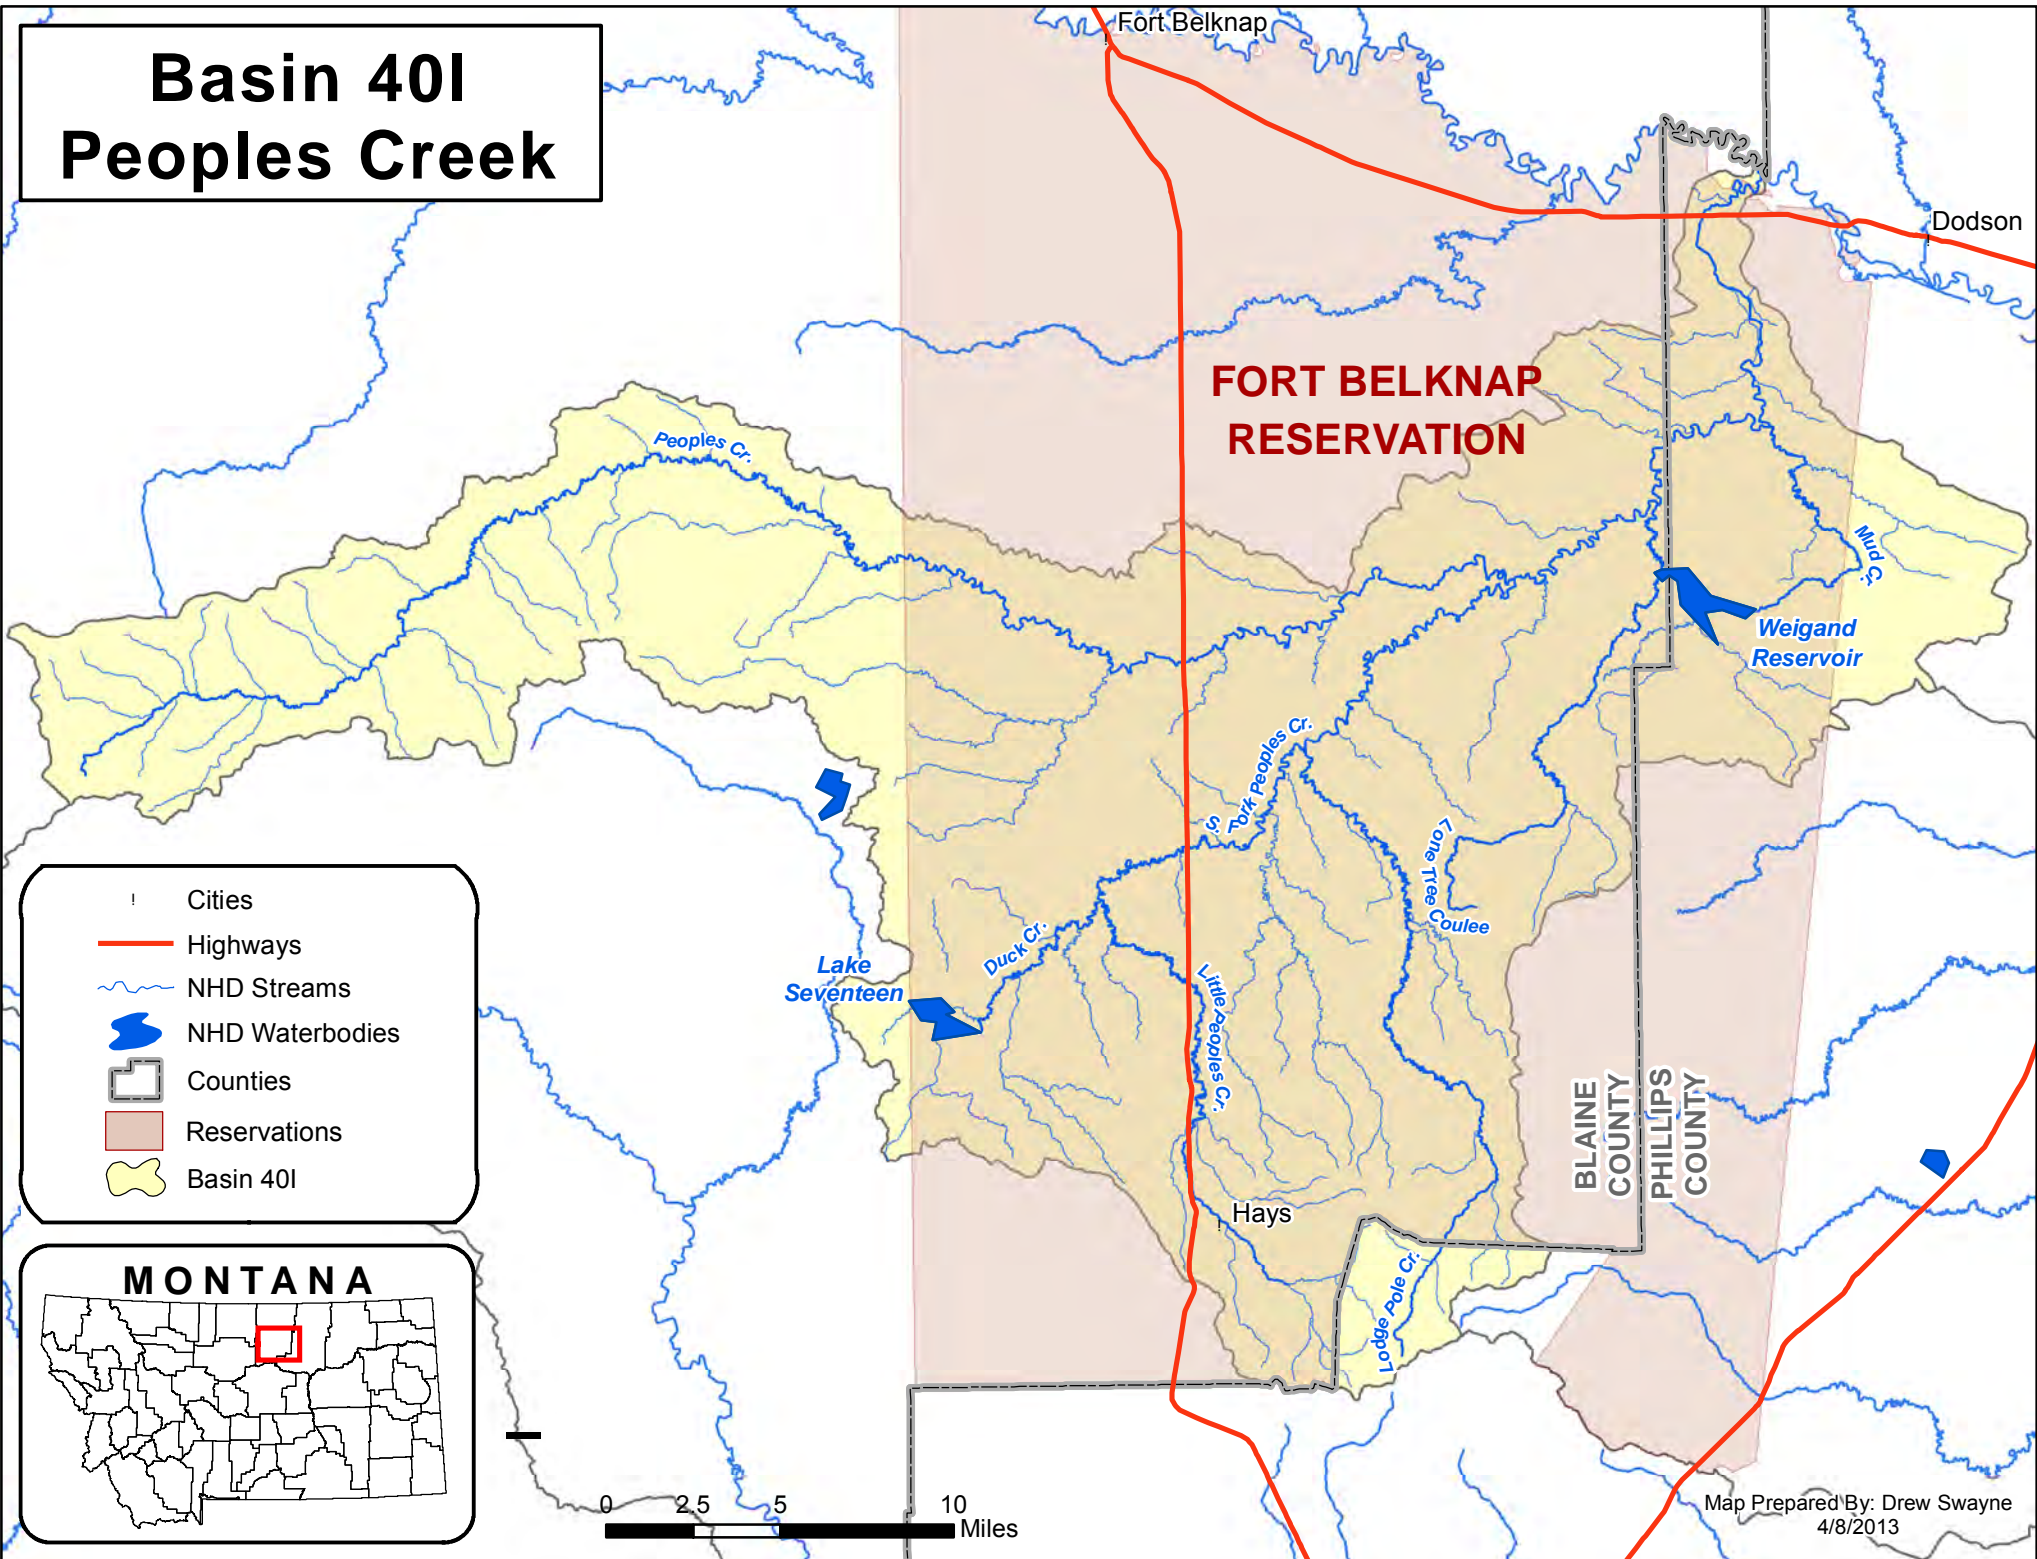 Basin 40I
Peoples Creek
Fort Belknap
Dodson
FORT BELKNAP
RESERVATION
Peoples Cr.
Mud Cr.
Weigand
Reservoir
S. Fork Peoples Cr.
Lone Tree Coulee
Duck Cr.
Lake
Seventeen
Little Peoples Cr.
BLAINE
COUNTY
PHILLIPS
COUNTY
Hays
Lodge Pole Cr.
Cities
Highways
NHD Streams
NHD Waterbodies
Counties
Reservations
Basin 40I
MONTANA
0 2.5 5 10
Miles
Map Prepared By: Drew Swayne
4/8/2013